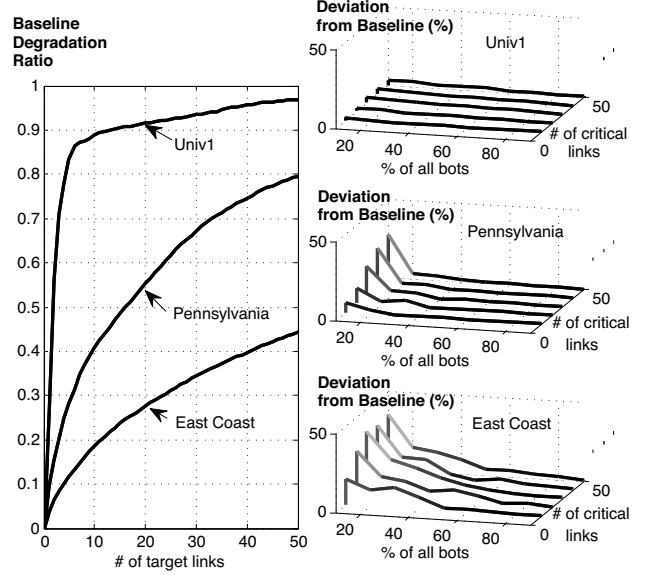 Baseline
Degradation
Ratio
1
0.9
0.8
0.7
0.6
0.5
0.4
0.3
0.2
0.1
0
0 10 20 30 40 50
# of target links
Univ1
Pennsylvania
East Coast
Deviation
from Baseline (%)
Univ1
50
0
20 40 60 80
% of all bots
0
50
# of critical
links
Deviation
from Baseline (%)
Pennsylvania
50
0
20 40 60 80
% of all bots
0
50
# of critical
links
Deviation
from Baseline (%)
East Coast
50
0
20 40 60 80
% of all bots
0
50
# of critical
links